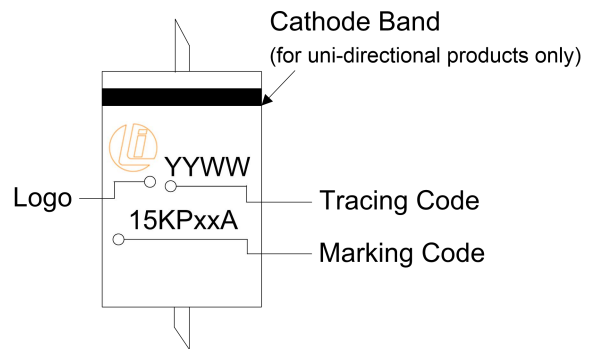 Cathode Band
(for uni-directional products only)
YYWW
Logo
Tracing Code
15KPxxA
Marking Code